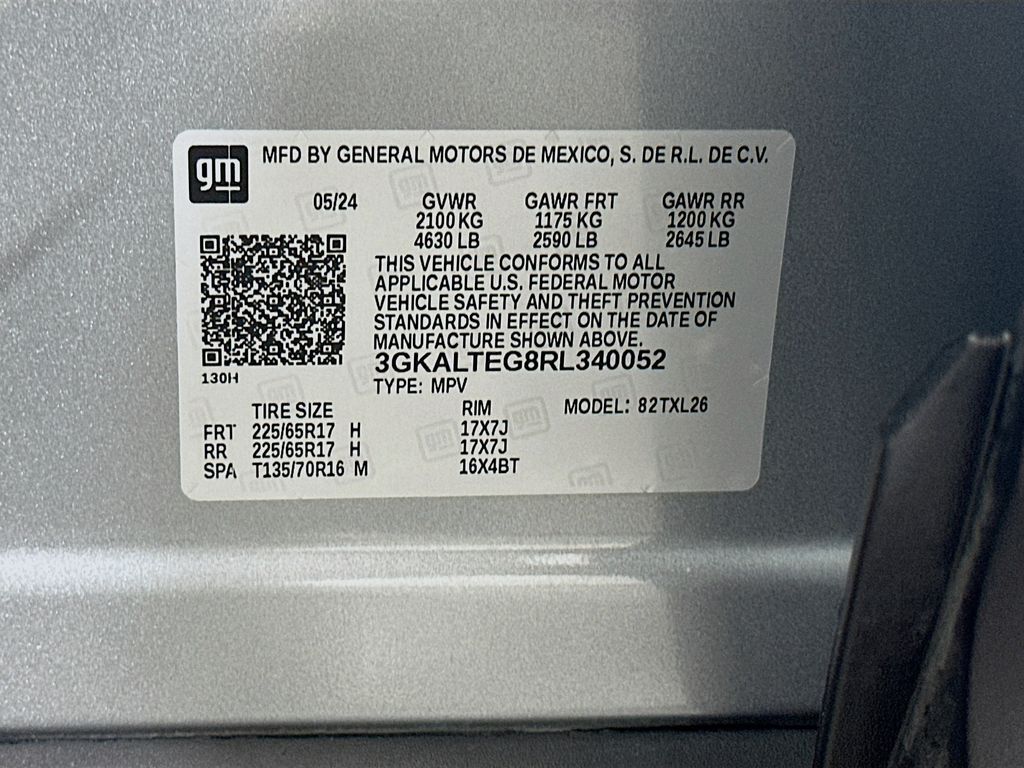 gm MFD BY GENERAL MOTORS DE MEXICO, S. DE R.L. DE C.V.
05/24 GVWR GAWR FRT GAWR RR
2100 KG 1175 KG 1200 KG
4630 LB 2590 LB 2645 LB
THIS VEHICLE CONFORMS TO ALL
APPLICABLE U.S. FEDERAL MOTOR
VEHICLE SAFETY AND THEFT PREVENTION
STANDARDS IN EFFECT ON THE DATE OF
MANUFACTURE SHOWN ABOVE.
3GKALTEG8RL340052
130H
TYPE: MPV
TIRE SIZE RIM MODEL: 82TXL26
FRT 225/65R17 H 17X7J
RR 225/65R17 H 17X7J
SPA T135/70R16 M 16X4BT